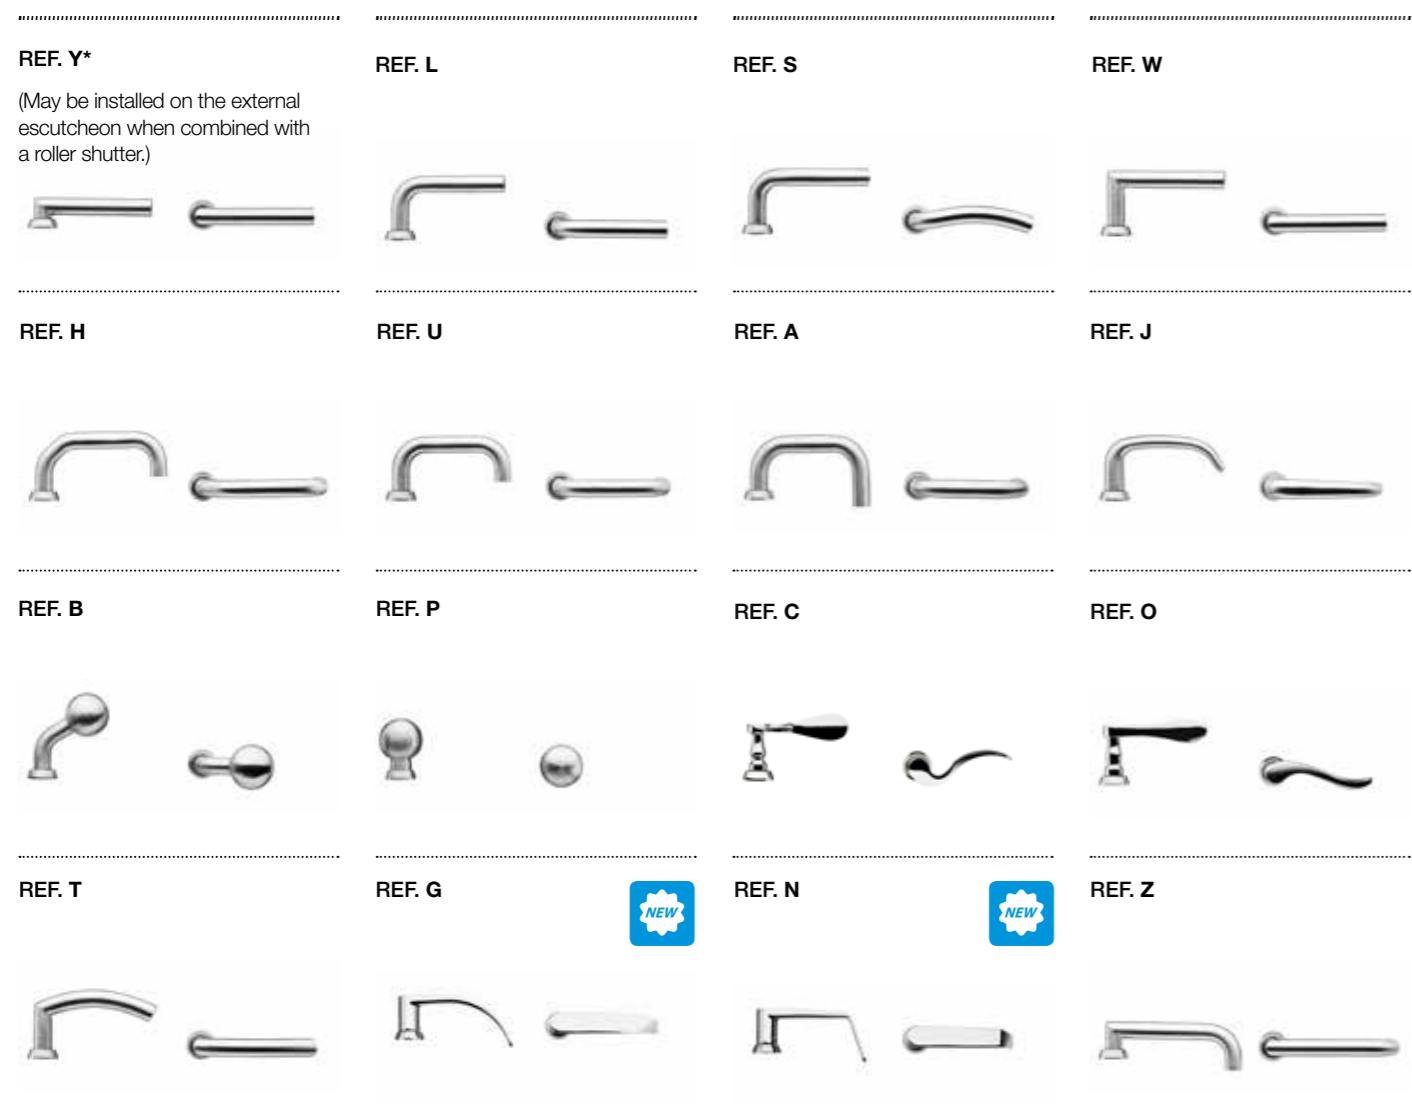 REF. Y*
(May be installed on the external
escutcheon when combined with
a roller shutter.)
REF. L
REF. S
REF. W
REF. H
REF. U
REF. A
REF. J
REF. B
REF. P
REF. C
REF. O
REF. T
REF. G
NEW
REF. N
NEW
REF. Z